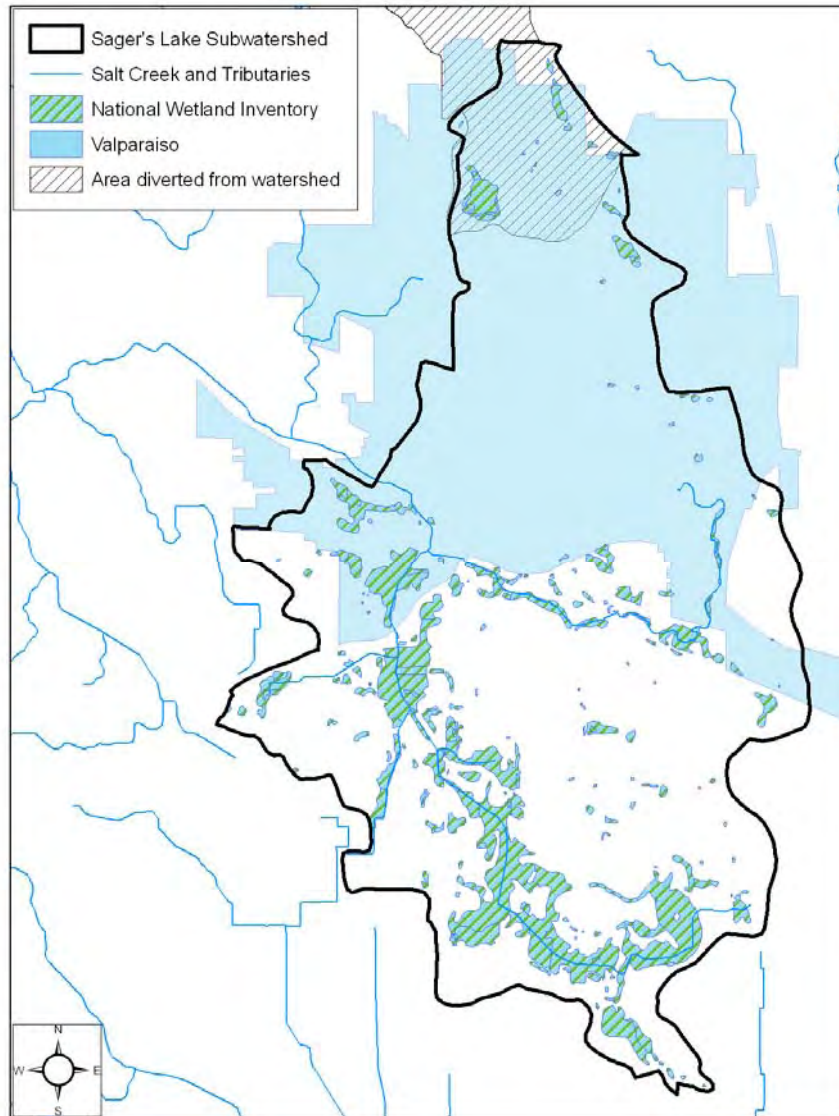 Sager's Lake Subwatershed
Salt Creek and Tributaries
National Wetland Inventory
Valparaiso
Area diverted from watershed
N
W E
S